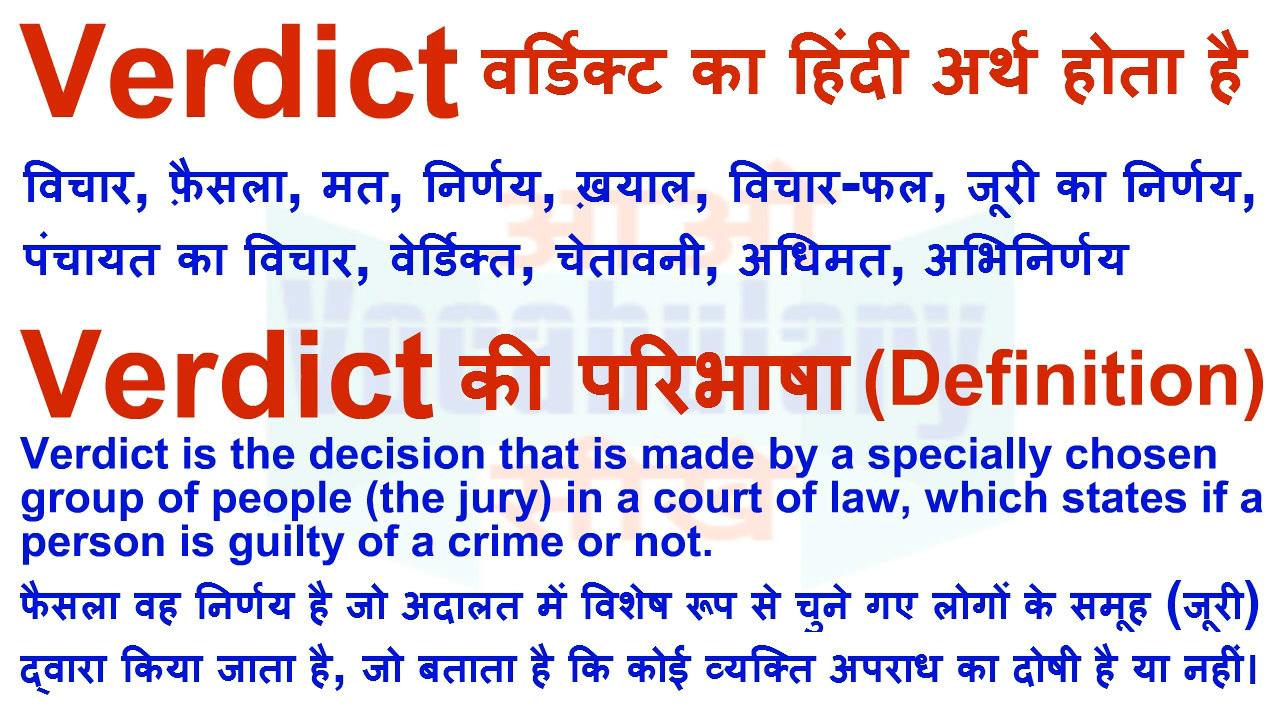 Verdict वर्डिक्ट का हिंदी अर्थ होता है
विचार, फ़ैसला, मत, निर्णय, ख़याल, विचार-फल, जूरी का निर्णय,
पंचायत का विचार, वेर्डिक्त, चेतावनी, अधिमत, अभिनिर्णय
Verdict की परिभाषा (Definition)
Verdict is the decision that is made by a specially chosen
group of people (the jury) in a court of law, which states if a
person is guilty of a crime or not.
फैसला वह निर्णय है जो अदालत में विशेष रूप से चुने गए लोगों के समूह (जूरी)
द्वारा किया जाता है, जो बताता है कि कोई व्यक्ति अपराध का दोषी है या नहीं।
आओ
Vocabulary
सीखे